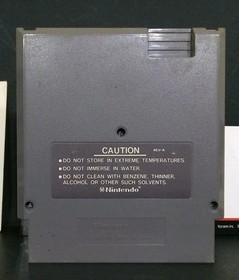 CAUTION
REV-A
•DO NOT STORE IN EXTREME TEMPERATURES.
•DO NOT IMMERSE IN WATER.
•DO NOT CLEAN WITH BENZENE, THINNER,
ALCOHOL OR OTHER SUCH SOLVENTS.
Nintendo®